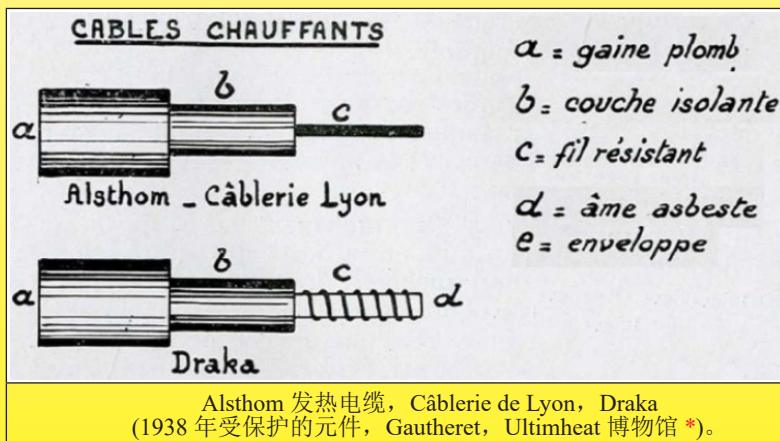 CABLES CHAUFFANTS
a = gaine plomb
b = couche isolante
c = fil résistant
d = âme asbeste
e = enveloppe
a b c
Alsthom _ Câblerie Lyon
a b c d
Draka
Alsthom 发热电缆，Câblerie de Lyon，Draka
(1938 年受保护的元件，Gautheret，Ultimheat 博物馆 *)。